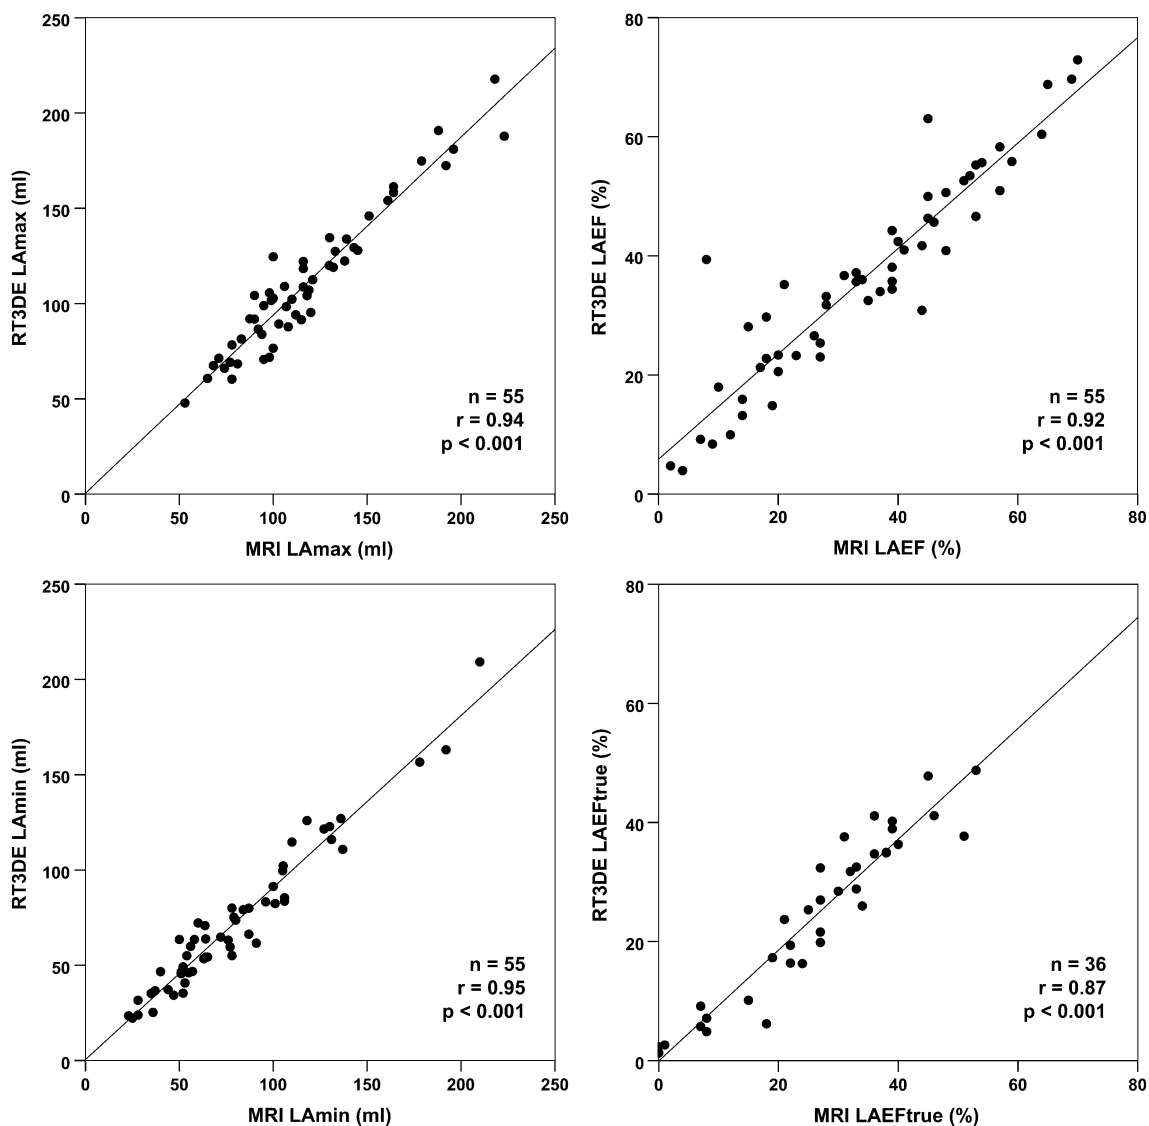 250
200
150
100
50
0
RT3DE LAmax (ml)
n = 55
r = 0.94
p < 0.001
0 50 100 150 200 250
MRI LAmax (ml)
80
60
40
20
0
RT3DE LAEF (%)
n = 55
r = 0.92
p < 0.001
0 20 40 60 80
MRI LAEF (%)
250
200
150
100
50
0
RT3DE LAmin (ml)
n = 55
r = 0.95
p < 0.001
0 50 100 150 200 250
MRI LAmin (ml)
80
60
40
20
0
RT3DE LAEFtrue (%)
n = 36
r = 0.87
p < 0.001
0 20 40 60 80
MRI LAEFtrue (%)